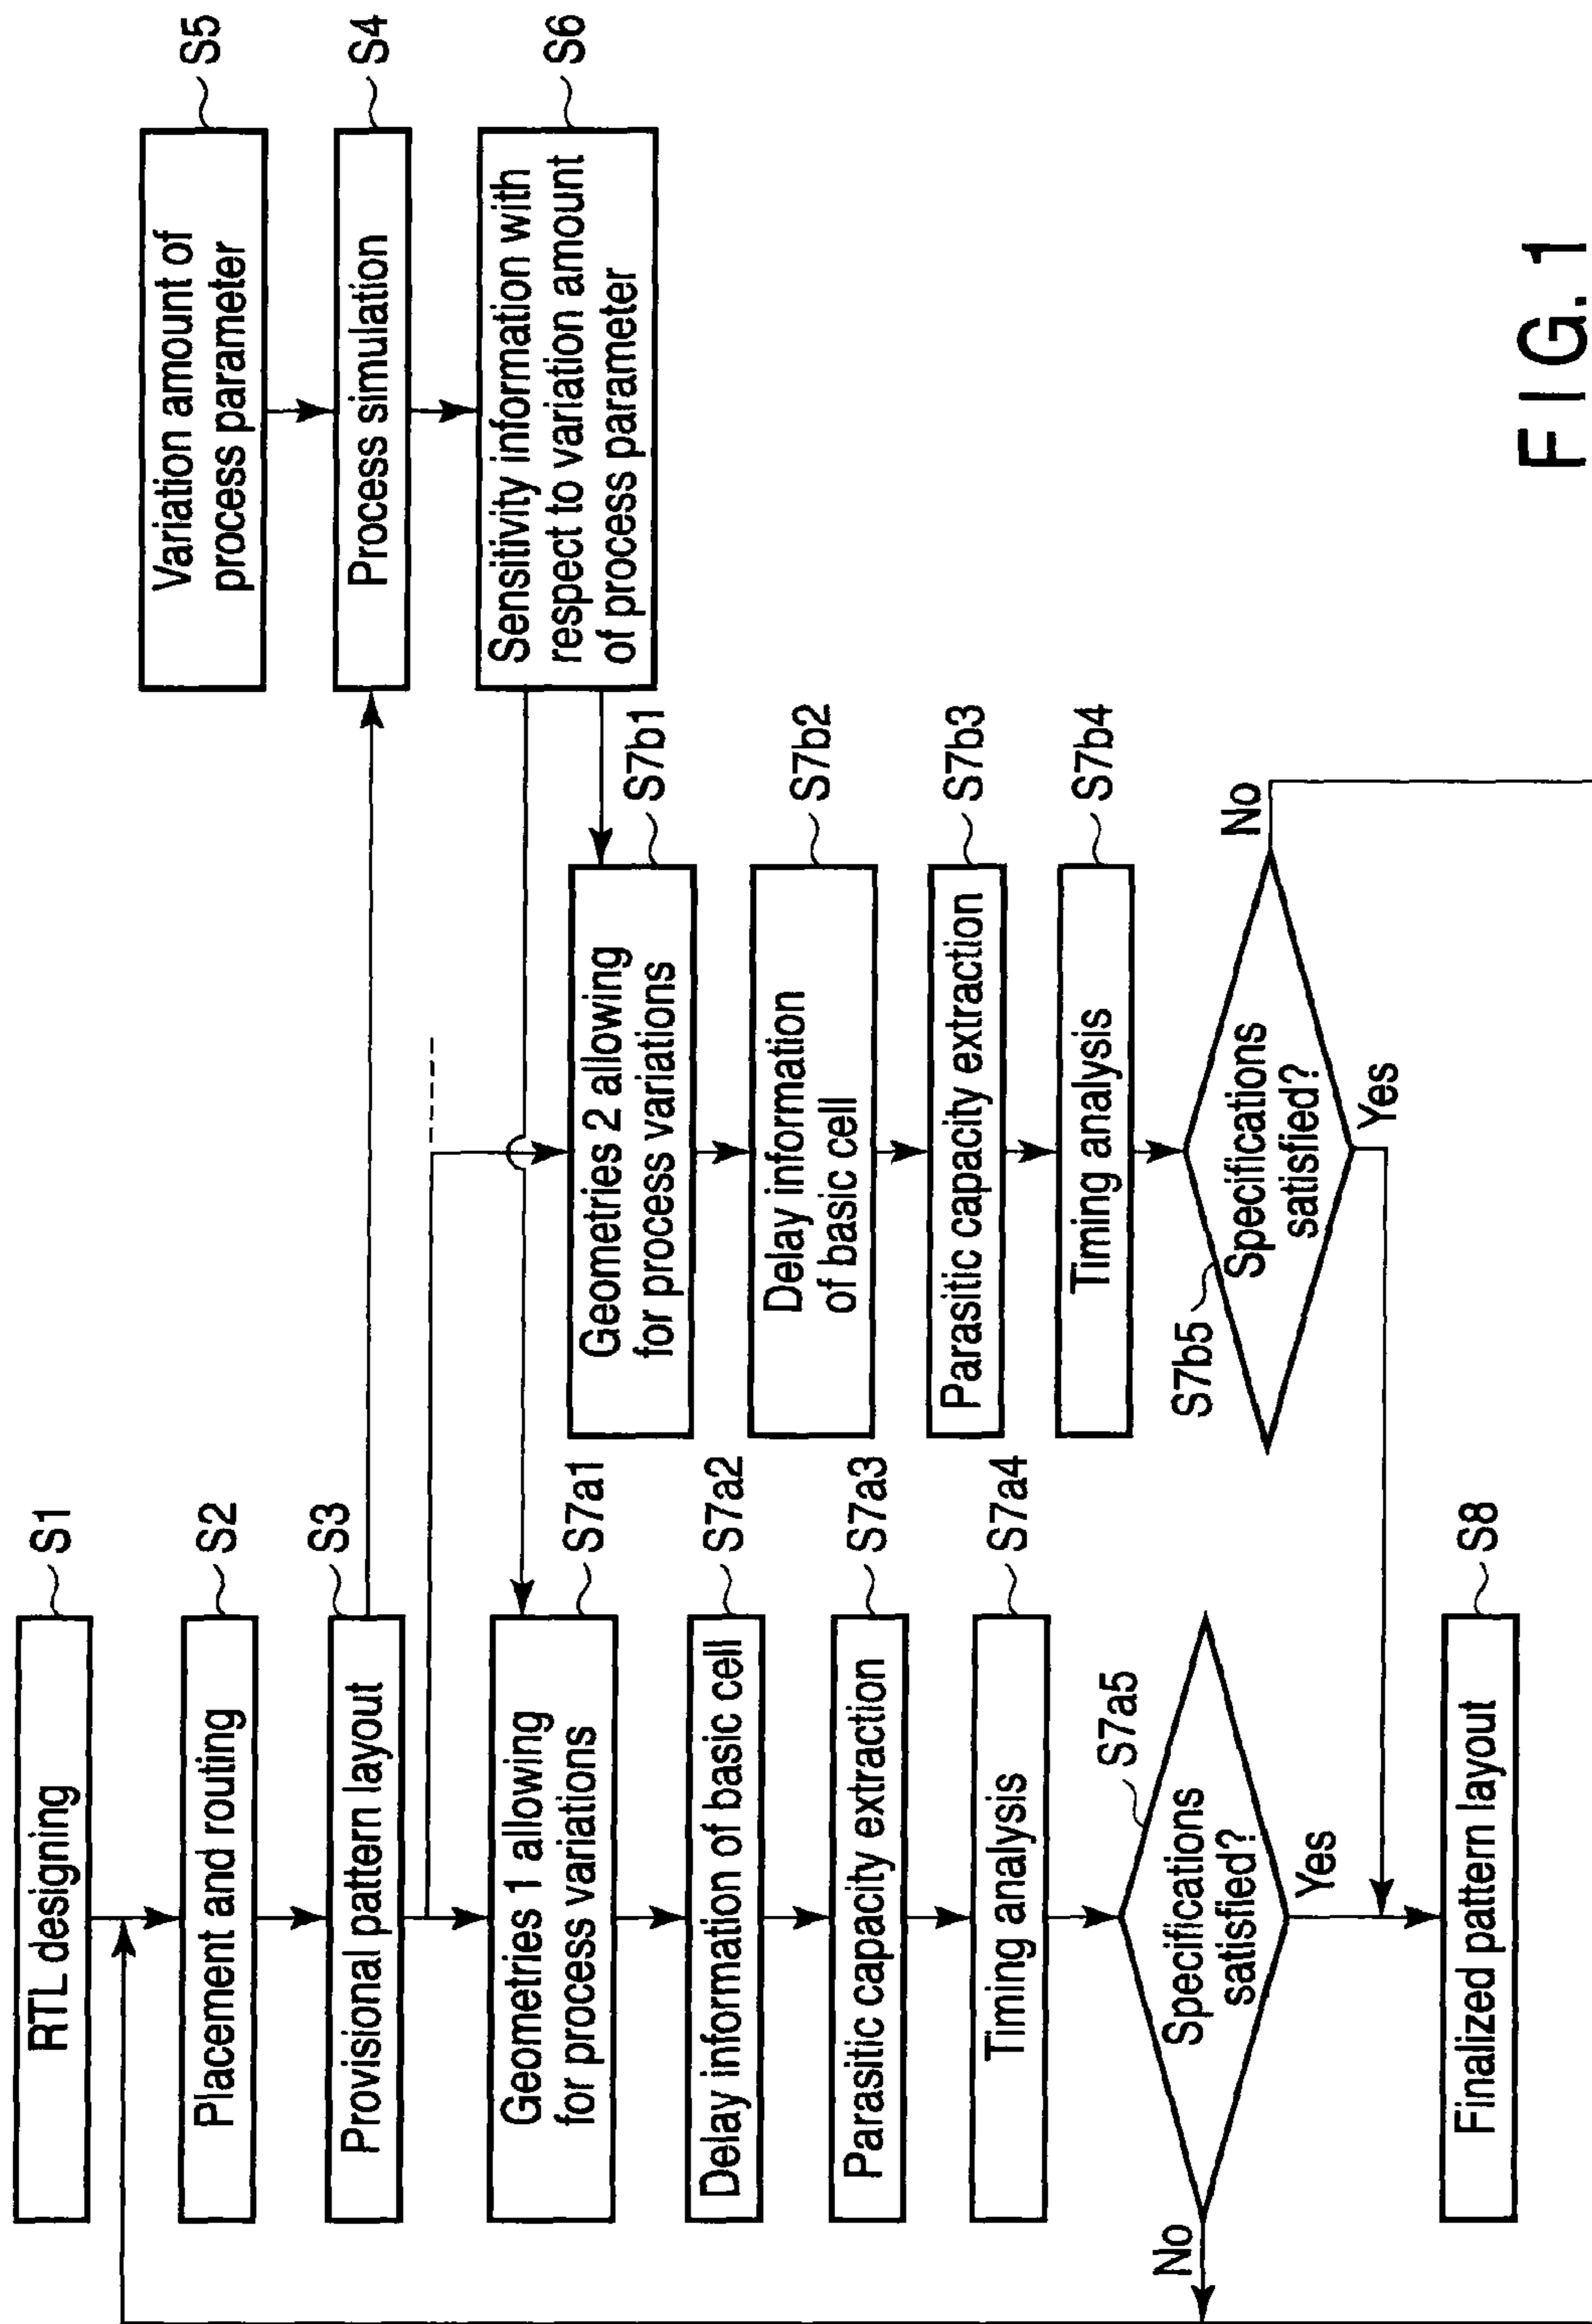 RTL designing
S1
Placement and routing
S2
Provisional pattern layout
S3
Variation amount of
process parameter
S5
Process simulation
S4
Sensitivity information with
respect to variation amount
of process parameter
S6
Geometries 1 allowing
for process variations
S7a1
Delay information of basic cell
S7a2
Parasitic capacity extraction
S7a3
Timing analysis
S7a4
Specifications
satisfied?
S7a5
No
Yes
Geometries 2 allowing
for process variations
S7b1
Delay information
of basic cell
S7b2
Parasitic capacity extraction
S7b3
Timing analysis
S7b4
Specifications
satisfied?
S7b5
No
Yes
Finalized pattern layout
S8
FIG. 1